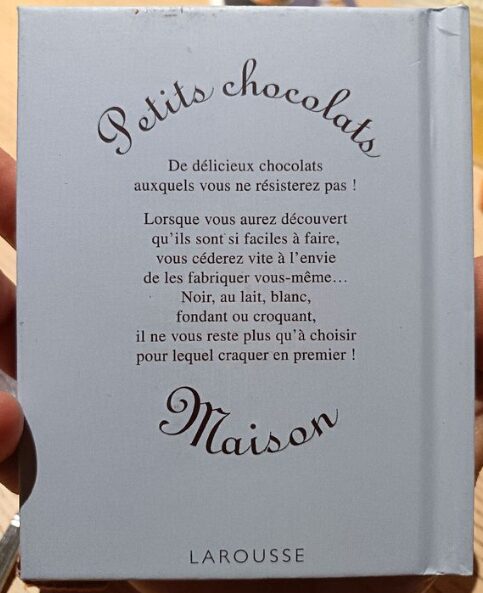 Petits chocolats
De délicieux chocolats
auxquels vous ne résisterez pas !
Lorsque vous aurez découvert
qu'ils sont si faciles à faire,
vous céderez vite à l'envie
de les fabriquer vous-même...
Noir, au lait, blanc,
fondant ou croquant,
il ne vous reste plus qu'à choisir
pour lequel craquer en premier !
Maison
LAROUSSE